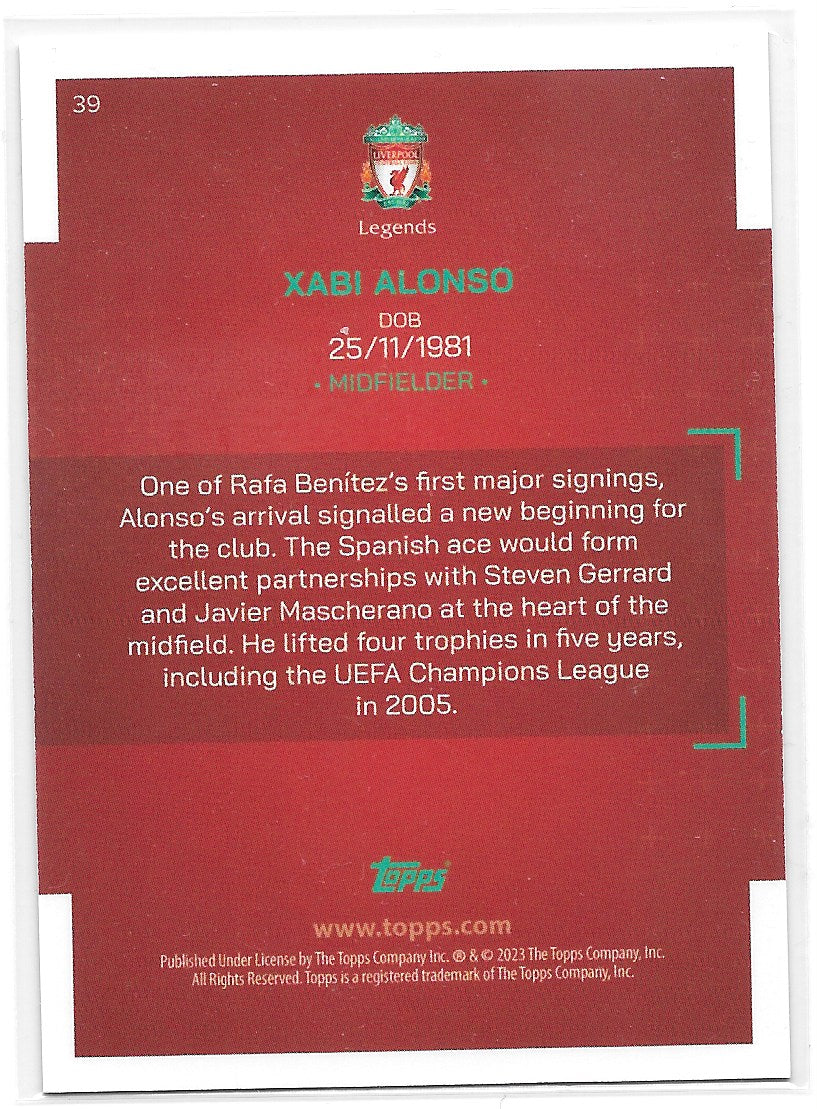 39
LIVERPOOL
Legends
XABI ALONSO
DOB
25/11/1981
• MIDFIELDER •
One of Rafa Benítez's first major signings,
Alonso's arrival signalled a new beginning for
the club. The Spanish ace would form
excellent partnerships with Steven Gerrard
and Javier Mascherano at the heart of the
midfield. He lifted four trophies in five years,
including the UEFA Champions League
in 2005.
topps
www.topps.com
Published Under License by The Topps Company Inc. ® & © 2023 The Topps Company, Inc.
All Rights Reserved. Topps is a registered trademark of The Topps Company, Inc.